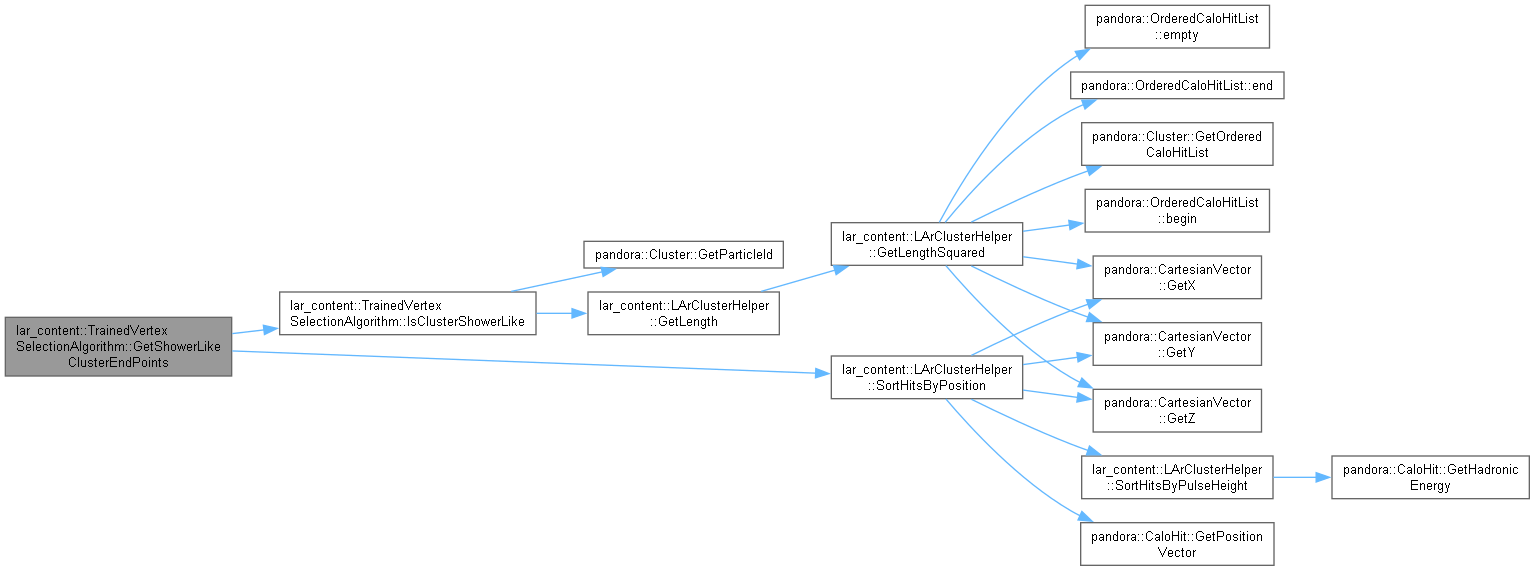 lar_content::TrainedVertex
SelectionAlgorithm::GetShowerLike
ClusterEndPoints
lar_content::TrainedVertex
SelectionAlgorithm::IsClusterShowerLike
pandora::Cluster::GetParticleId
lar_content::LArClusterHelper
::GetLength
lar_content::LArClusterHelper
::GetLengthSquared
lar_content::LArClusterHelper
::SortHitsByPosition
pandora::OrderedCaloHitList
::empty
pandora::OrderedCaloHitList::end
pandora::Cluster::GetOrdered
CaloHitList
pandora::OrderedCaloHitList
::begin
pandora::CartesianVector
::GetX
pandora::CartesianVector
::GetY
pandora::CartesianVector
::GetZ
lar_content::LArClusterHelper
::SortHitsByPulseHeight
pandora::CaloHit::GetPosition
Vector
pandora::CaloHit::GetHadronic
Energy